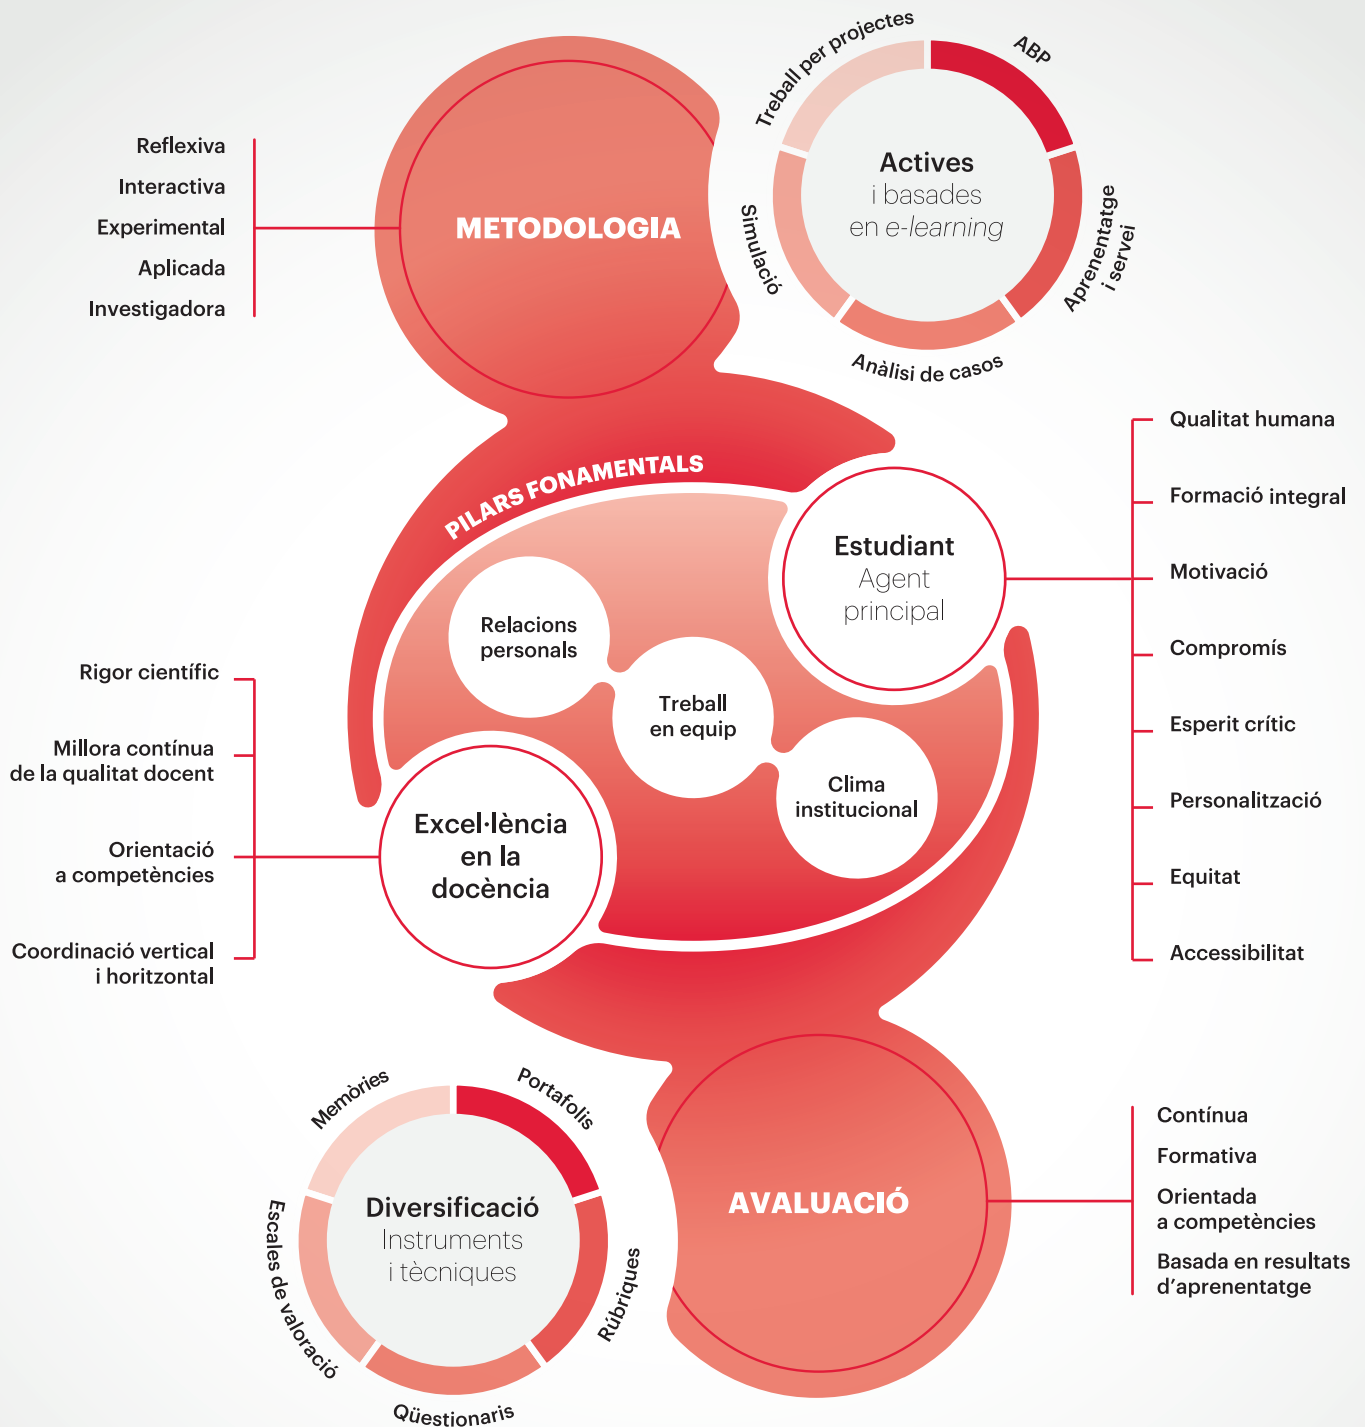 Reflexiva
Interactiva
Experimental
Aplicada
Investigadora
METODOLOGIA
Treball per projectes
ABP
Aprenentatge
i servei
Anàlisi de casos
Simulació
Actives
i basades
en e-learning
PILARS FONAMENTALS
Estudiant
Agent
principal
Qualitat humana
Formació integral
Motivació
Compromís
Esperit crític
Personalització
Equitat
Accessibilitat
Relacions
personals
Treball
en equip
Clima
institucional
Rigor científic
Millora contínua
de la qualitat docent
Orientació
a competències
Coordinació vertical
i horitzontal
Excel·lència
en la
docència
Memòries
Portafolis
Rúbriques
Qüestionaris
Escales de valoració
Diversificació
Instruments
i tècniques
AVALUACIÓ
Contínua
Formativa
Orientada
a competències
Basada en resultats
d'aprenentatge